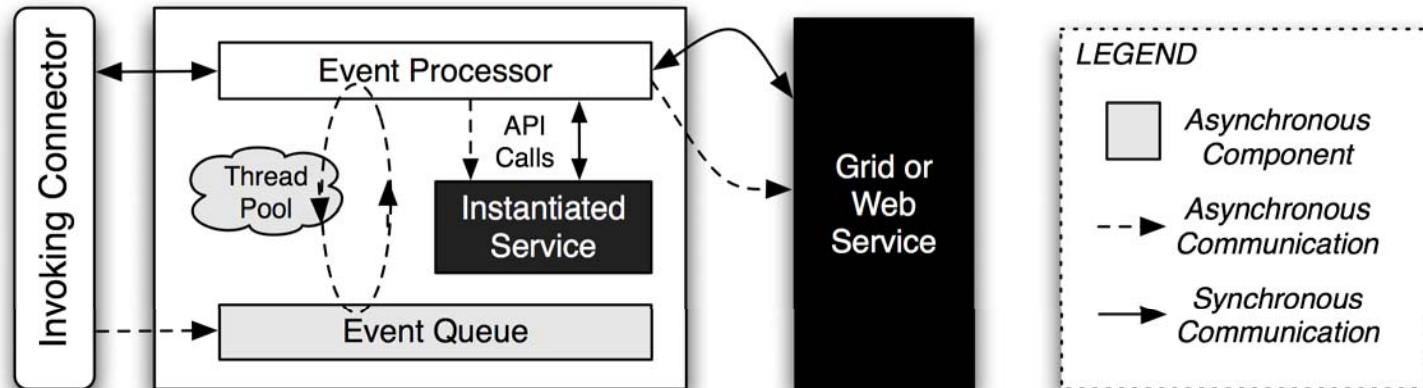 Invoking Connector
Event Processor
API
Calls
Thread
Pool
Instantiated
Service
Event Queue
Grid or
Web
Service
LEGEND
Asynchronous
Component
Asynchronous
Communication
Synchronous
Communication